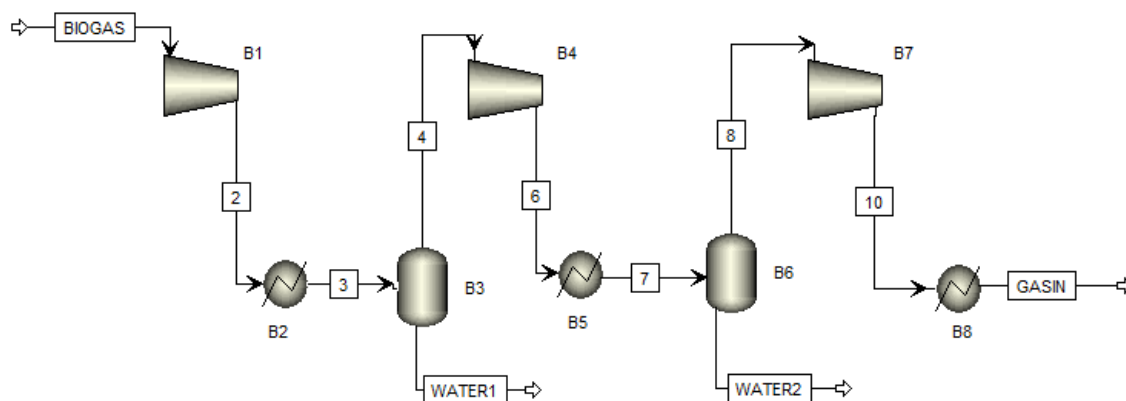 BIOGAS
B1
B4
B7
4
8
2
6
10
B2
3
B3
B5
7
B6
B8
GASIN
WATER1
WATER2